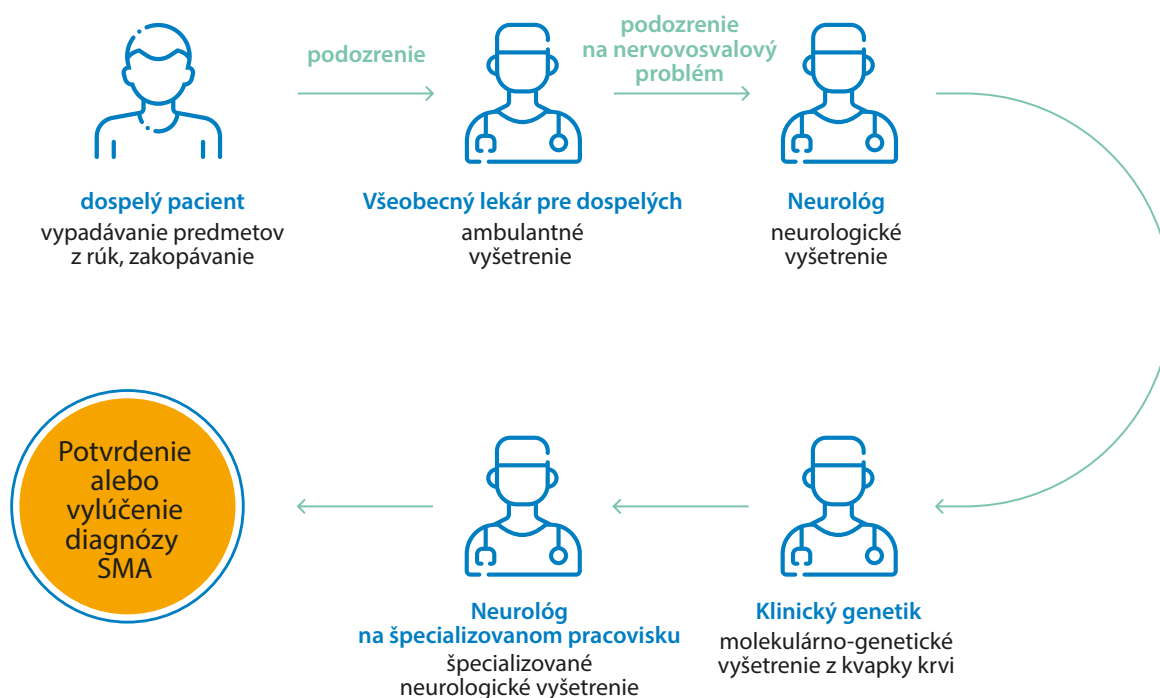 podozrenie
podozrenie
na nervovosvalový
problém
dospelý pacient
vypadávanie predmetov
z rúk, zakopávanie
Všeobecný lekár pre dospelých
ambulantné
vyšetrenie
Neurológ
neurologické
vyšetrenie
Klinický genetik
molekulárno-genetické
vyšetrenie z kvapky krvi
Neurológ
na špecializovanom pracovisku
špecializované
neurologické vyšetrenie
Potvrdenie
alebo
vylúčenie
diagnózy
SMA